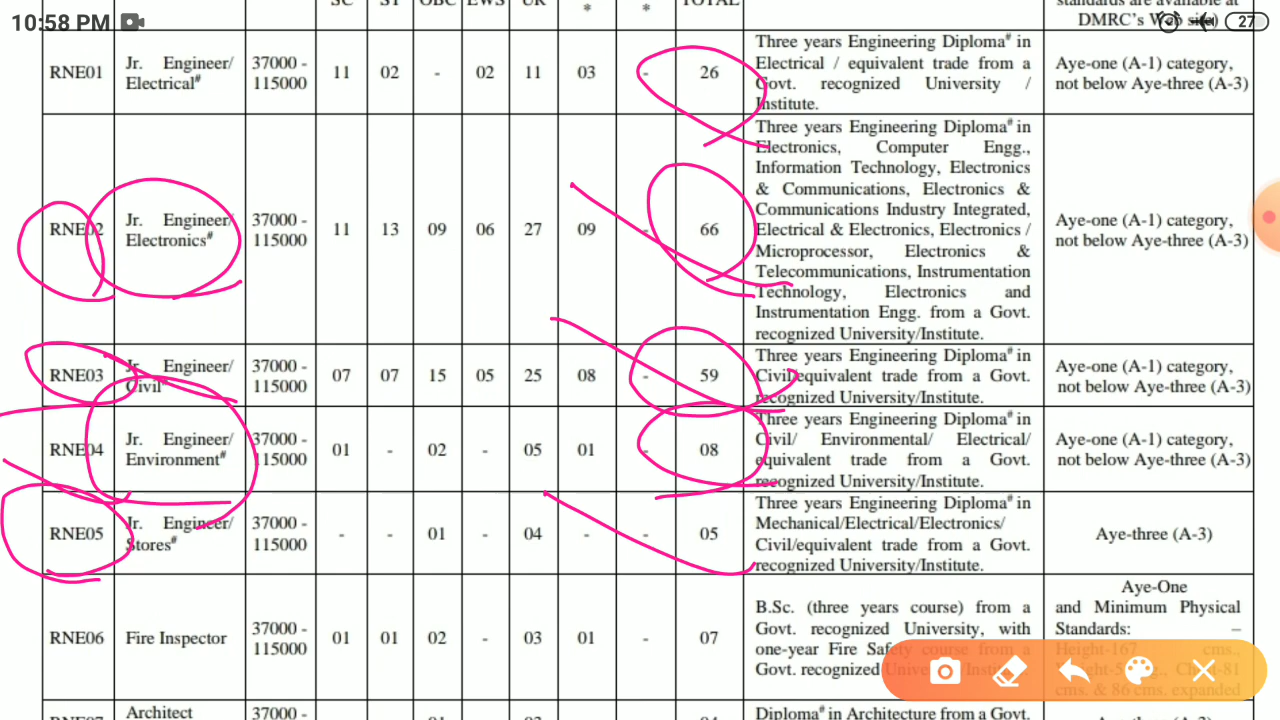 10:58 PM
27
SC ST OBC EWS UR * * TOTAL
standards are available at
DMRC's Web site)
RNE01
Jr. Engineer/
Electrical#
37000 -
115000
11 02 - 02 11 03 - 26
Three years Engineering Diploma# in
Electrical / equivalent trade from a
Govt. recognized University /
Institute.
Aye-one (A-1) category,
not below Aye-three (A-3)
RNE02
Jr. Engineer/
Electronics#
37000 -
115000
11 13 09 06 27 09 - 66
Three years Engineering Diploma# in
Electronics, Computer Engg.,
Information Technology, Electronics
& Communications, Electronics &
Communications Industry Integrated,
Electrical & Electronics, Electronics /
Microprocessor, Electronics &
Telecommunications, Instrumentation
Technology, Electronics and
Instrumentation Engg. from a Govt.
recognized University/Institute.
Aye-one (A-1) category,
not below Aye-three (A-3)
RNE03
Jr. Engineer/
Civil
37000 -
115000
07 07 15 05 25 08 - 59
Three years Engineering Diploma# in
Civil/equivalent trade from a Govt.
recognized University/Institute.
Aye-one (A-1) category,
not below Aye-three (A-3)
RNE04
Jr. Engineer/
Environment#
37000 -
115000
01 - 02 - 05 01 - 08
Three years Engineering Diploma# in
Civil/ Environmental/ Electrical/
equivalent trade from a Govt.
recognized University/Institute.
Aye-one (A-1) category,
not below Aye-three (A-3)
RNE05
Jr. Engineer/
Stores#
37000 -
115000
- - 01 - 04 - - 05
Three years Engineering Diploma# in
Mechanical/Electrical/Electronics/
Civil/equivalent trade from a Govt.
recognized University/Institute.
Aye-three (A-3)
RNE06
Fire Inspector
37000 -
115000
01 01 02 - 03 01 - 07
B.Sc. (three years course) from a
Govt. recognized University, with
one-year Fire Safety course from a
Govt. recognized University/Institute.
Aye-One
and Minimum Physical
Standards: –
Height-167 cms.,
Chest-81
cms. & 86 cms. expanded
Architect
37000 -
Diploma# in Architecture from a Govt.